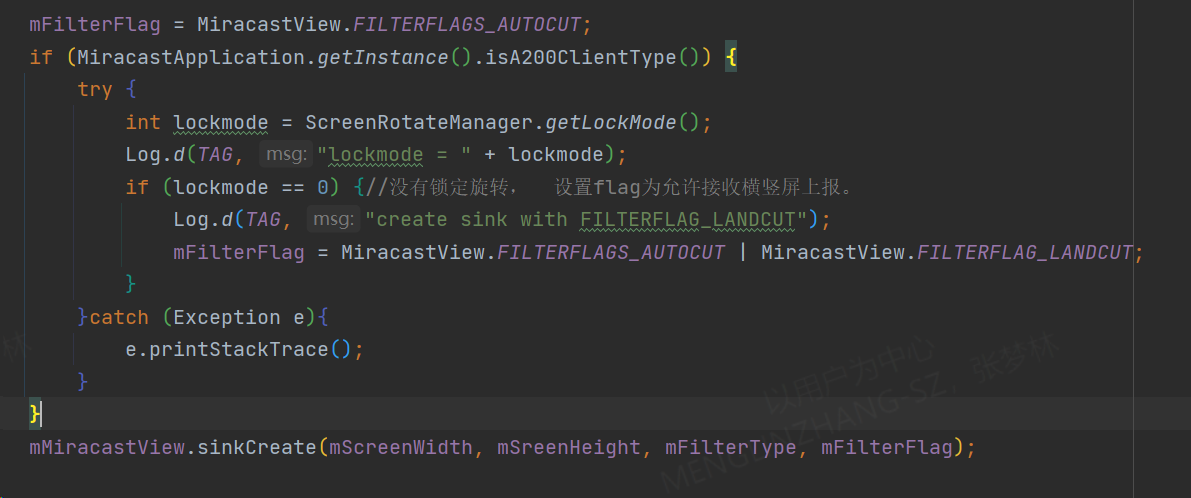 mFilterFlag = MiracastView.FILTERFLAGS_AUTOCUT;
if (MiracastApplication.getInstance().isA200ClientType()) {
try {
int lockmode = ScreenRotateManager.getLockMode();
Log.d(TAG, msg: "lockmode = " + lockmode);
if (lockmode == 0) {//没有锁定旋转， 设置flag为允许接收横竖屏上报。
Log.d(TAG, msg: "create sink with FILTERFLAG_LANDCUT");
mFilterFlag = MiracastView.FILTERFLAGS_AUTOCUT | MiracastView.FILTERFLAG_LANDCUT;
}
}catch (Exception e){
e.printStackTrace();
}
}
mMiracastView.sinkCreate(mScreenWidth, mSreenHeight, mFilterType, mFilterFlag);
林
以用户为中心
ZHANG-SZ，张梦林